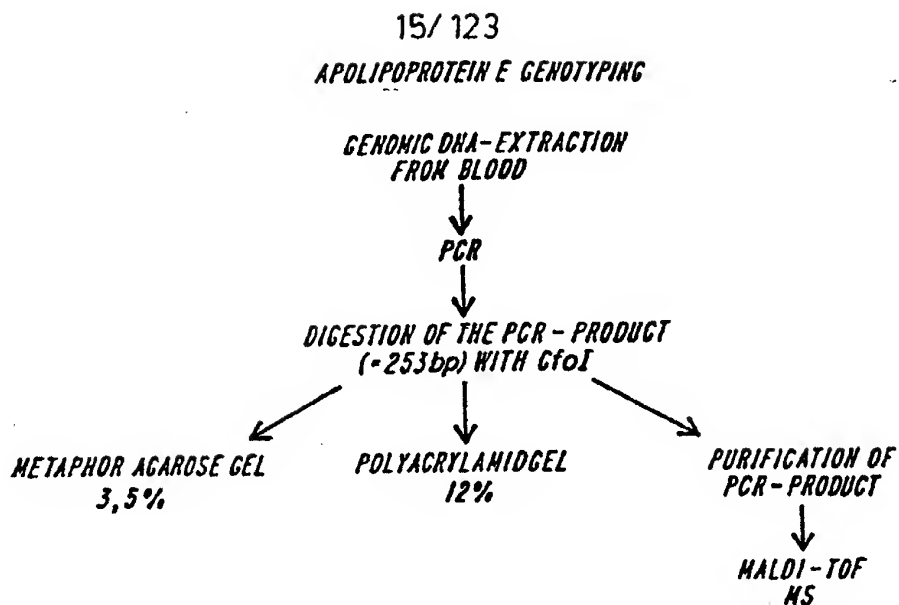 15/123
APOLIPOPROTEIN E GENOTYPING
GENOMIC DNA-EXTRACTION
FROM BLOOD
PCR
DIGESTION OF THE PCR-PRODUCT
(=253bp) WITH CfoI
METAPHOR AGAROSE GEL
3,5%
POLYACRYLAMIDGEL
12%
PURIFICATION OF
PCR-PRODUCT
MALDI-TOF
MS